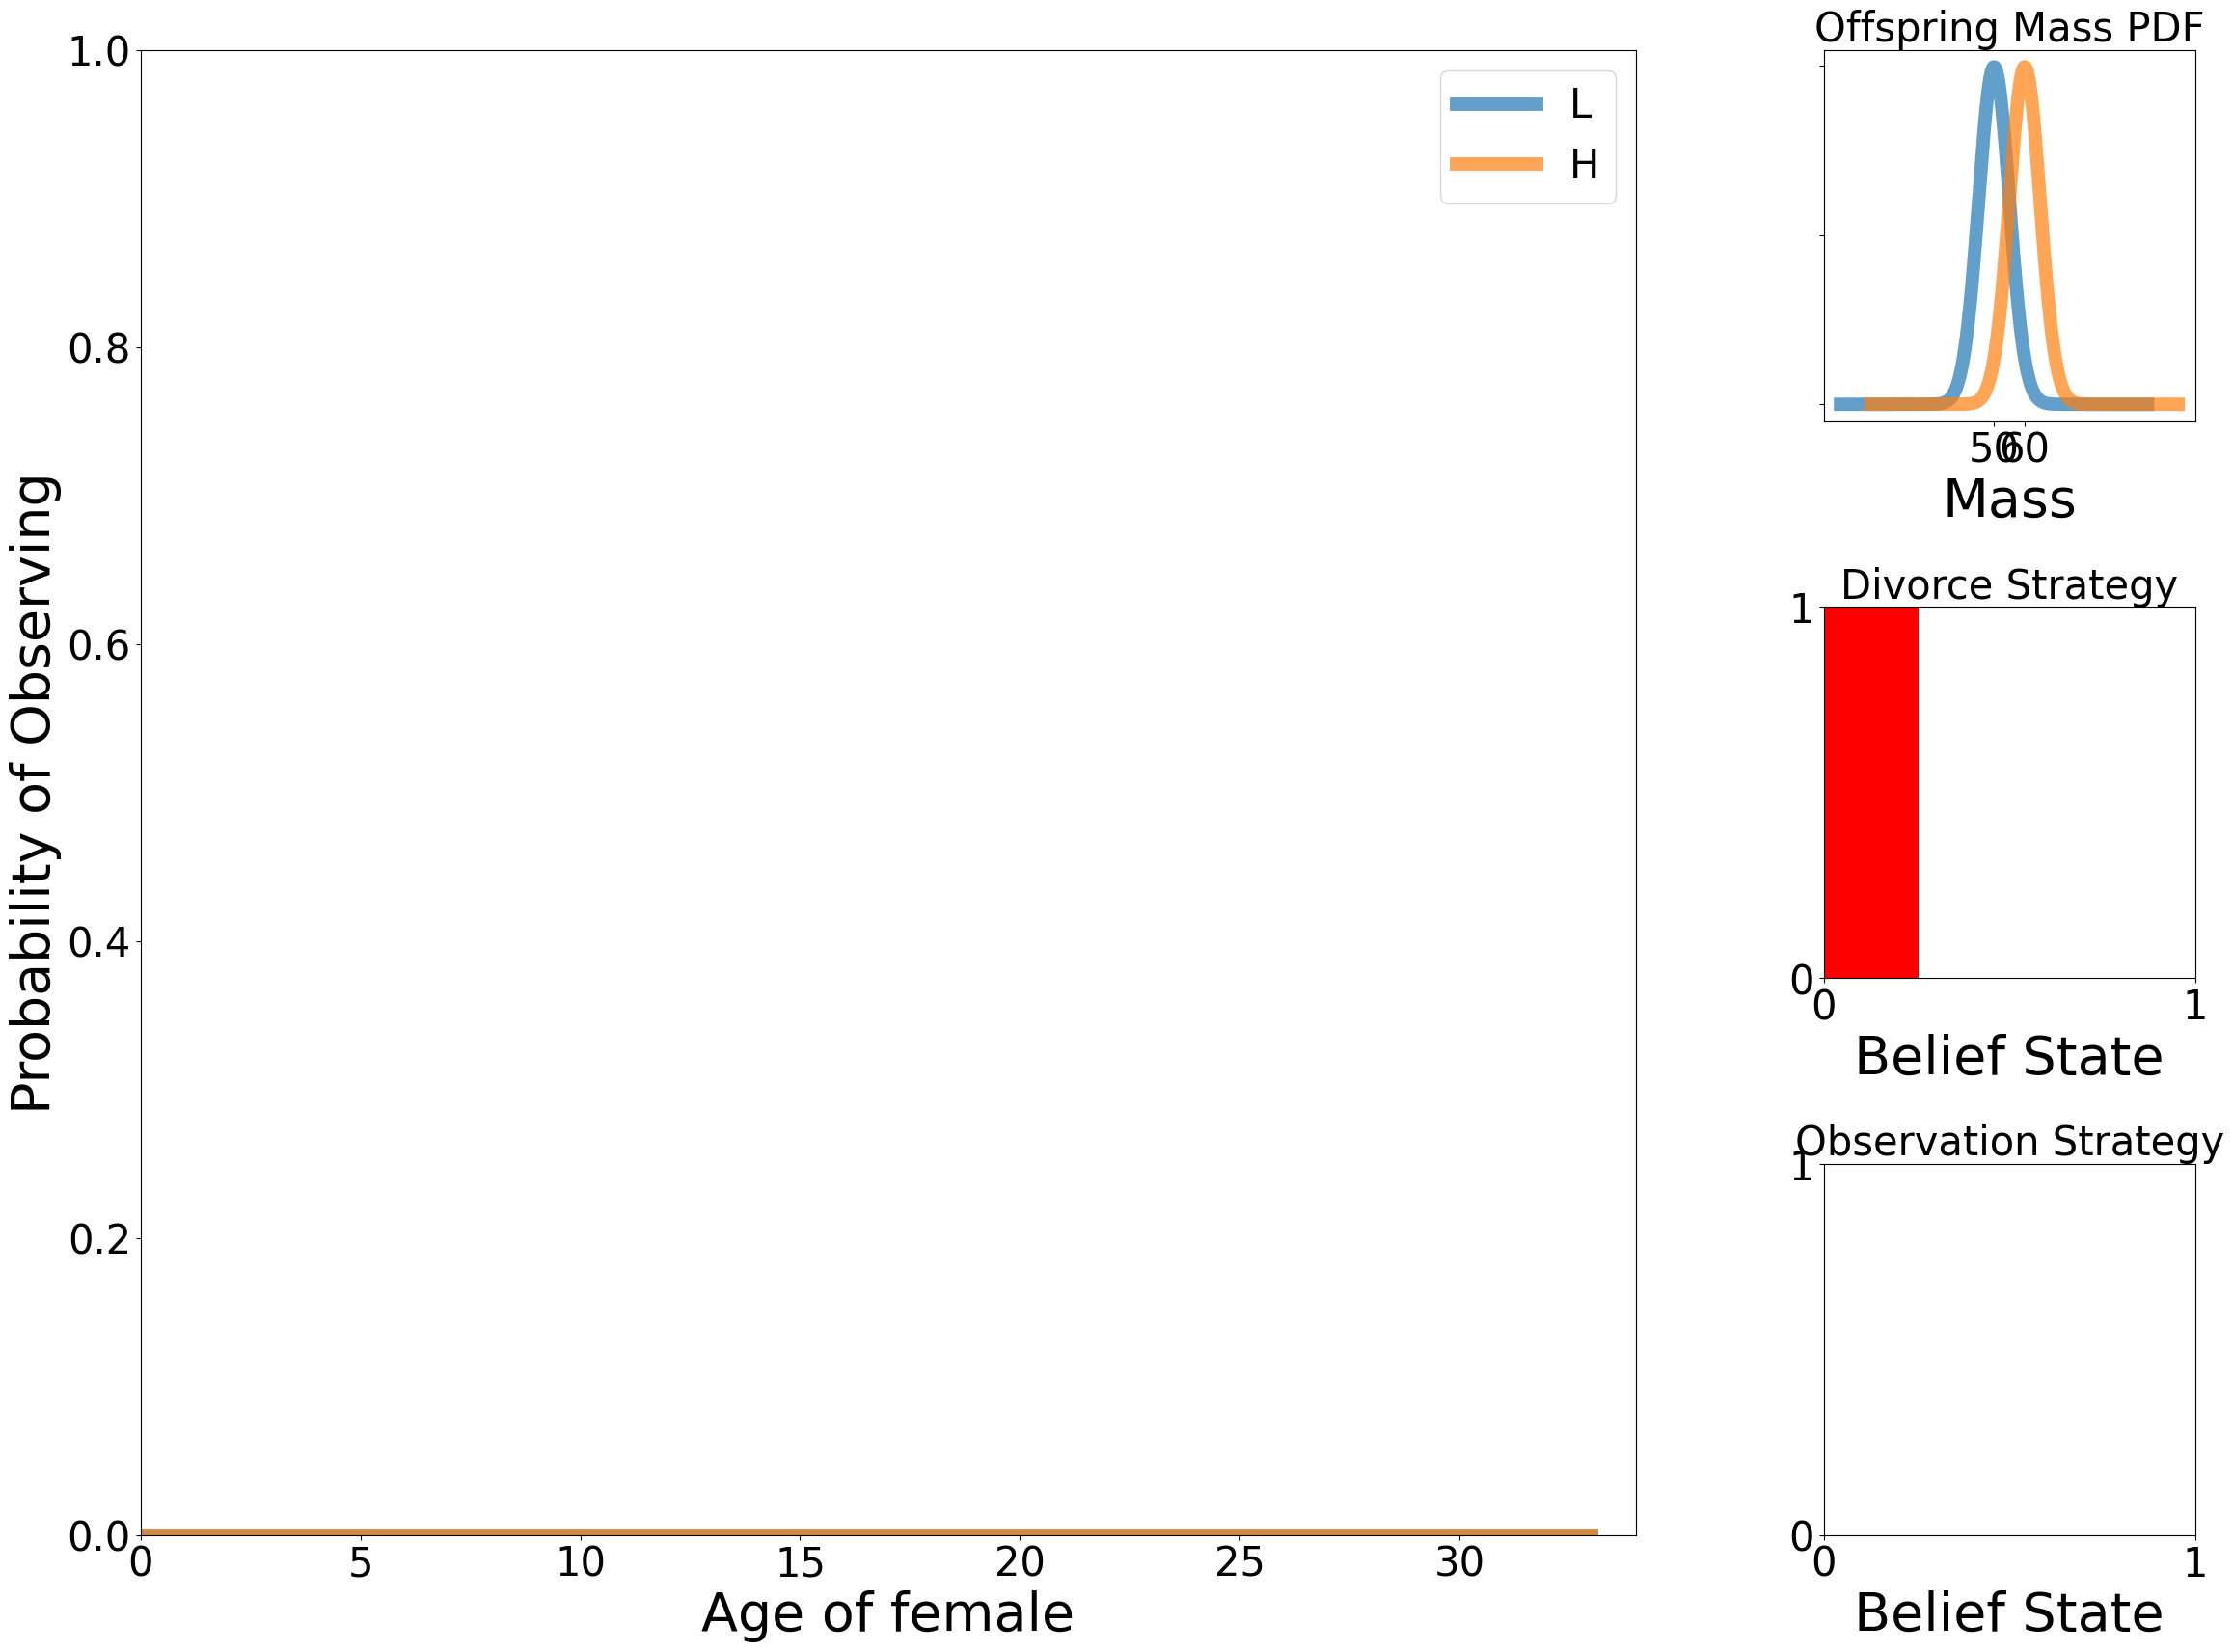 Probability of Observing
1.0
0.8
0.6
0.4
0.2
0.0
0 5 10 15 20 25 30
Age of female
L
H
Offspring Mass PDF
50 60
Mass
Divorce Strategy
1
0
0 1
Belief State
Observation Strategy
1
0
0 1
Belief State